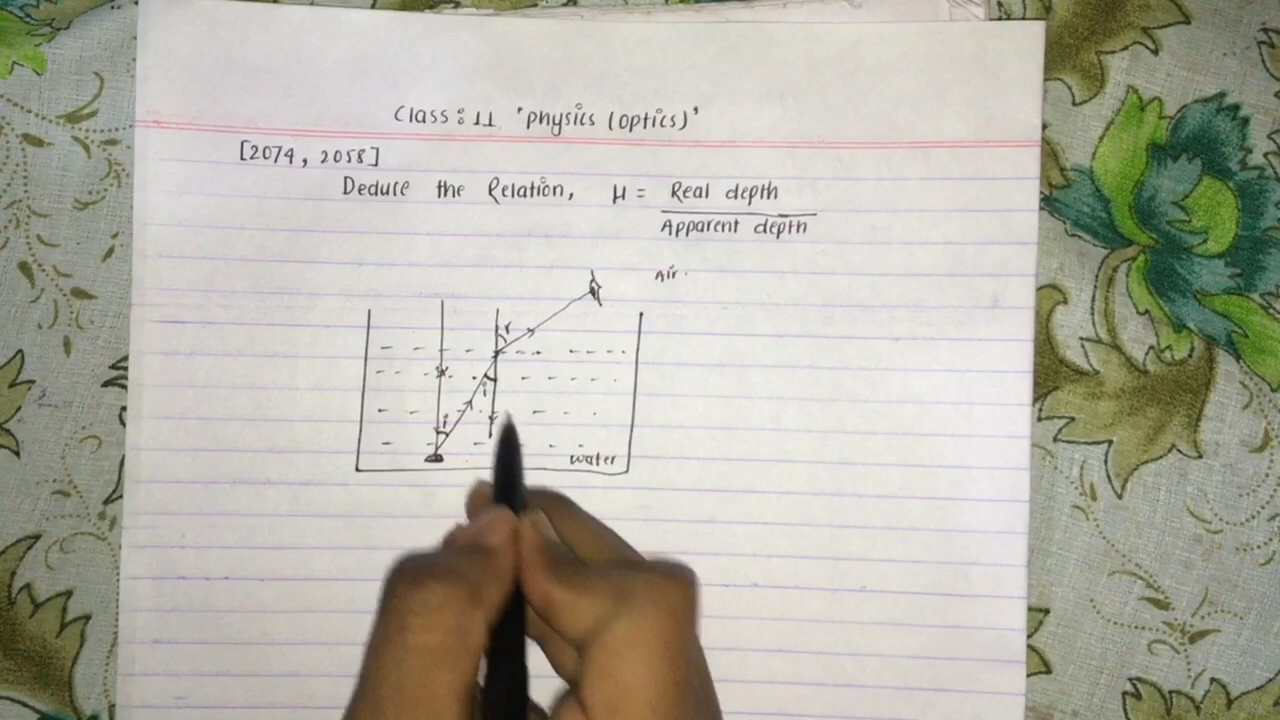 Class: 11 'Physics (Optics)'
[2074, 2058]
Deduce the Relation, μ = Real depth
Apparent depth
Air.
r
i
i
water